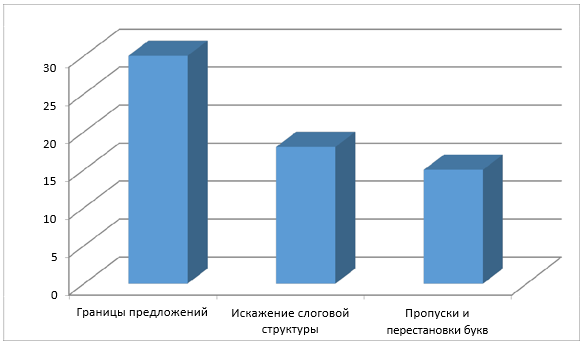 30
25
20
15
10
5
0
Границы предложений
Искажение слоговой
структуры
Пропуски и
перестановки букв